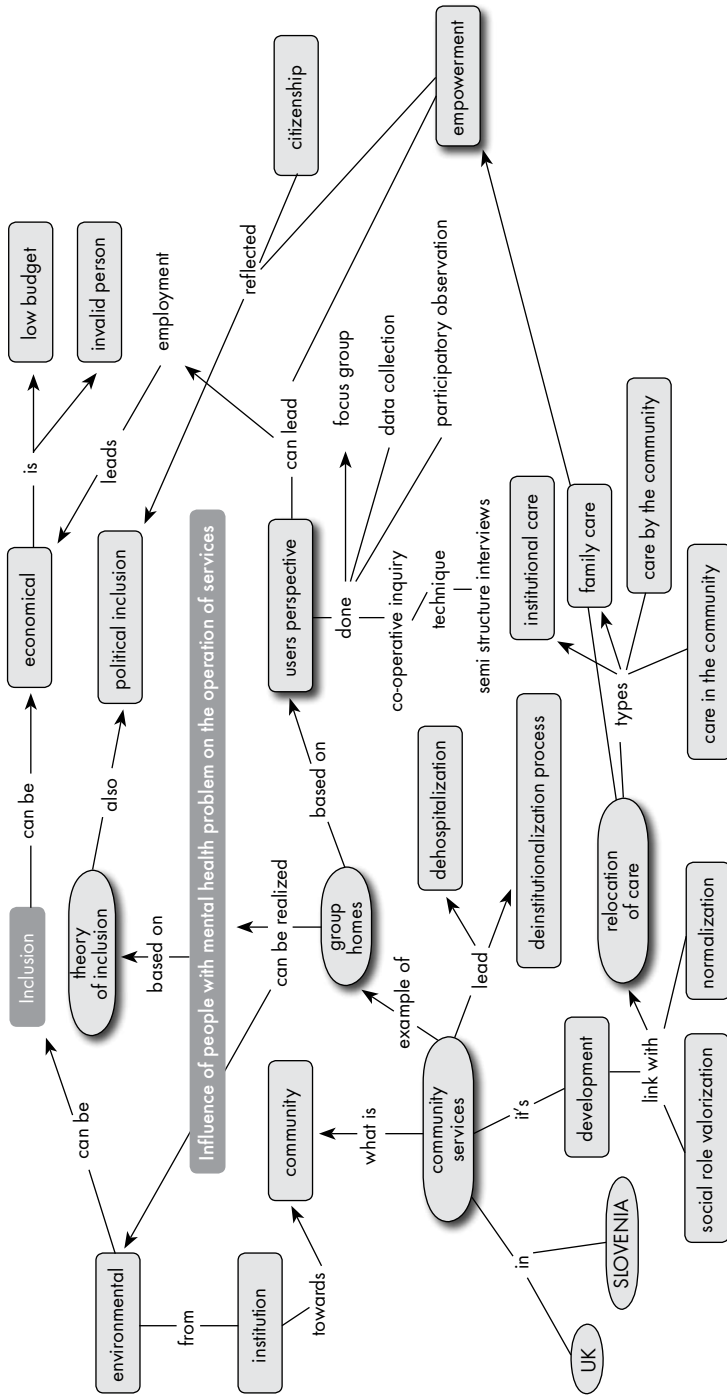 Inclusion
can be
economical
is
low budget
invalid person
can be
environmental
from
institution
towards
community
theory
of inclusion
also
political inclusion
leads
employment
based on
reflected
citizenship
Influence of people with mental health problem on the operation of services
can be realized
group
homes
based on
users perspective
can lead
empowerment
done
focus group
data collection
participatory observation
co-operative inquiry
technique
semi structure interviews
what is
example of
community
services
lead
dehospitalization
deinstitutionalization process
it's
development
link with
social role valorization
normalization
relocation
of care
types
institutional care
family care
care by the community
care in the community
in
UK
SLOVENIA